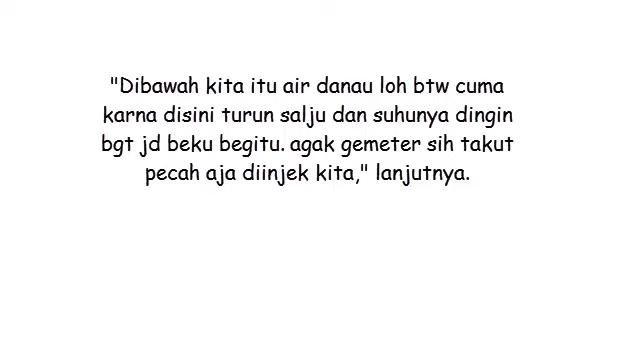 "Dibawah kita itu air danau loh btw cuma
karna disini turun salju dan suhunya dingin
bgt jd beku begitu. agak gemeter sih takut
pecah aja diinjek kita," lanjutnya.